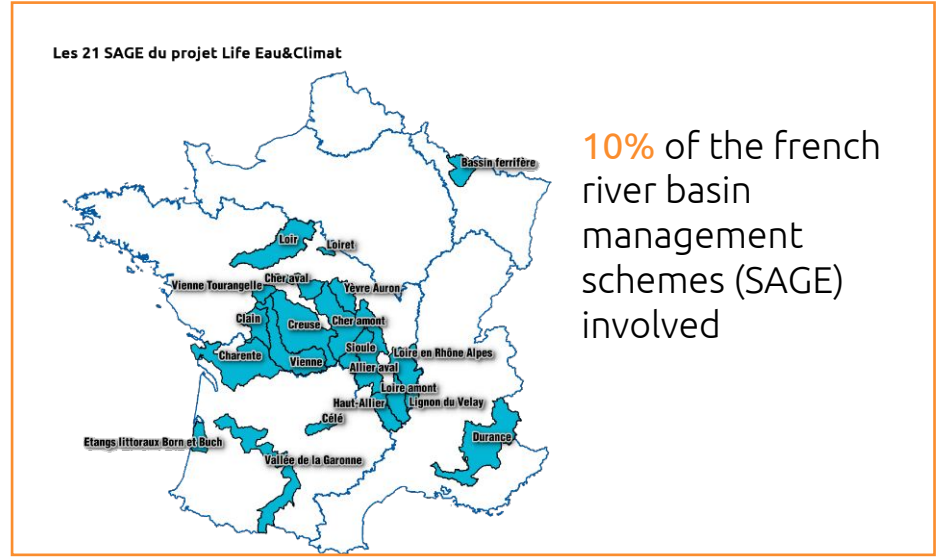 Les 21 SAGE du projet Life Eau&Climat
10% of the french
river basin
management
schemes (SAGE)
involved
Bassin ferrifère
Loir
Loiret
Cher aval
Vienne Tourangelle
Yèvre Auron
Clain
Creuse
Cher amont
Charente
Vienne
Sioule
Loire en Rhône Alpes
Allier aval
Loire amont
Haut-Allier
Lignon du Velay
Célé
Durance
Etangs littoraux Born et Buch
Vallée de la Garonne